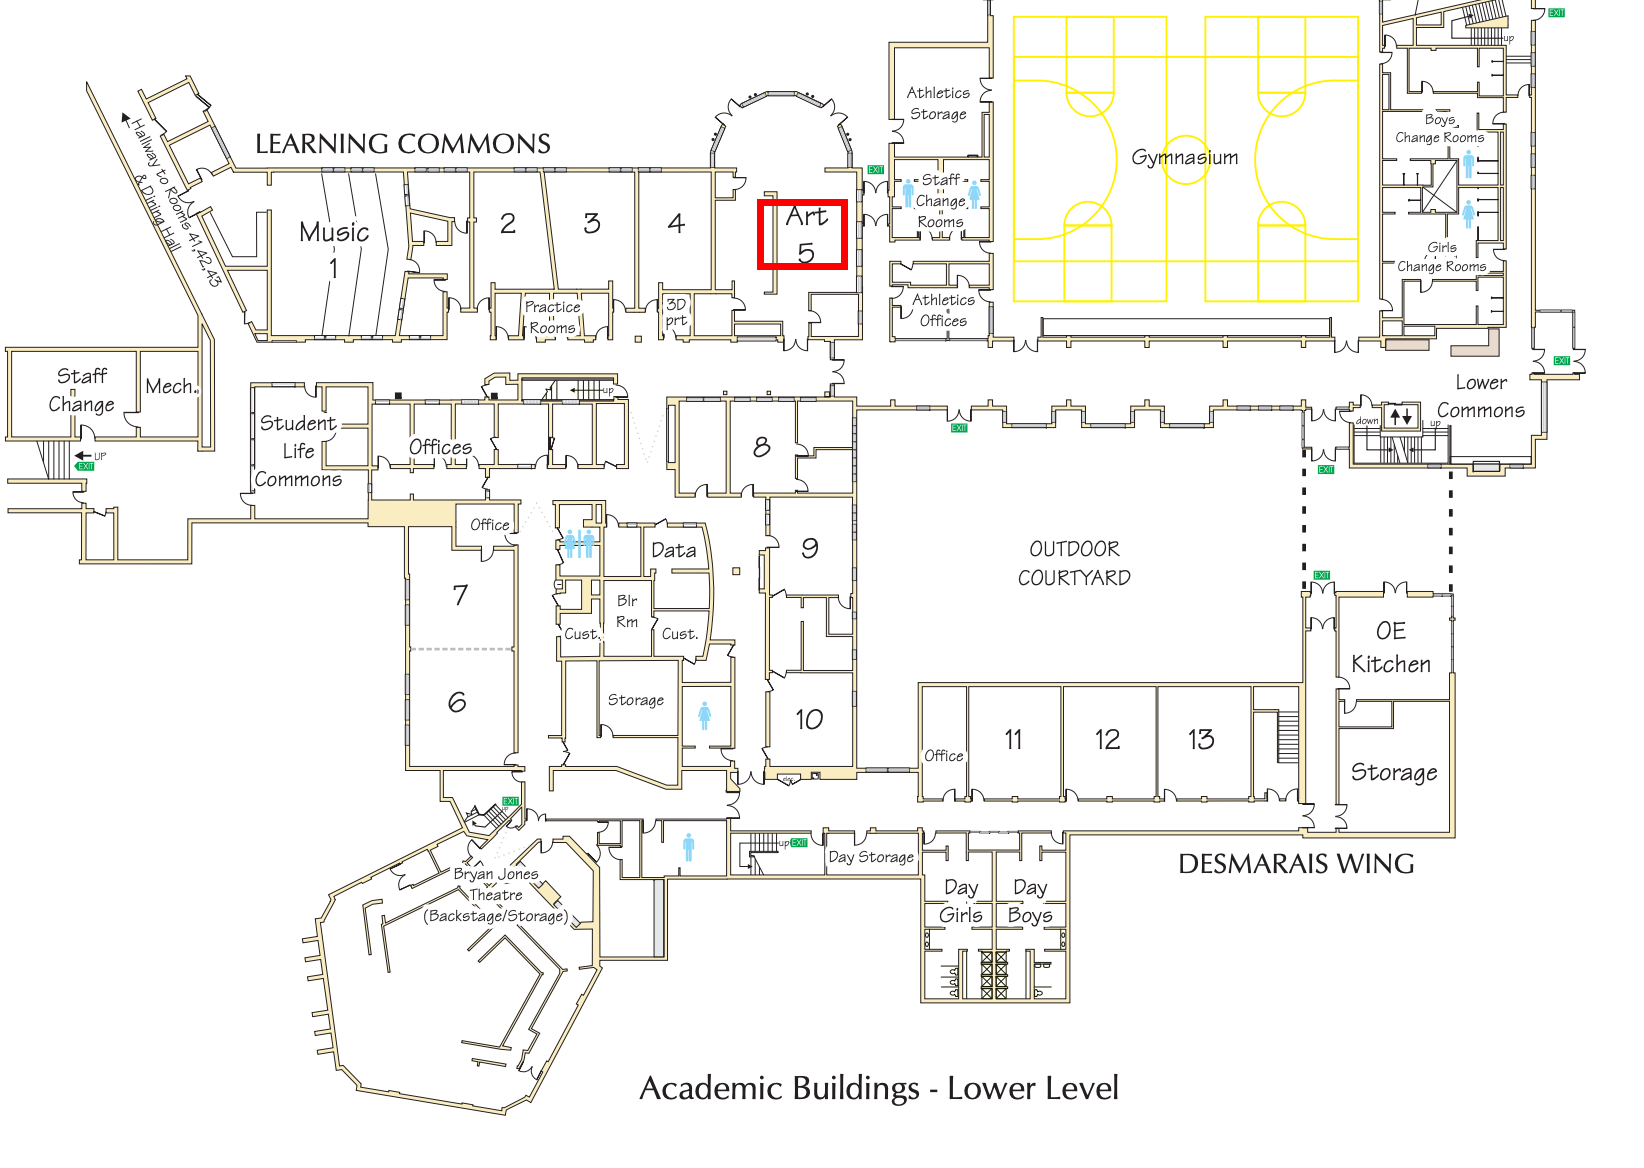 EXIT
up
Athletics
Storage
Boys
Change Rooms
LEARNING COMMONS
Hallway to Rooms 41,42,43
& Dining Hall
Gymnasium
EXIT
Staff
Change
Rooms
Music
1
2
3
4
Art
5
Girls
Change Rooms
Practice
Rooms
3D
prt
Athletics
Offices
EXIT
Staff
Change
Mech.
up
Lower
Commons
Student
Life
Commons
Offices
8
down
up
EXIT
UP
EXIT
EXIT
Office
Data
9
OUTDOOR
COURTYARD
EXIT
7
Blr
Rm
Cust.
Cust.
OE
Kitchen
6
Storage
10
Office
11
12
13
Storage
EXIT
up
up
EXIT
Day Storage
DESMARAIS WING
Bryan Jones
Theatre
(Backstage/Storage)
Day
Girls
Day
Boys
Academic Buildings - Lower Level